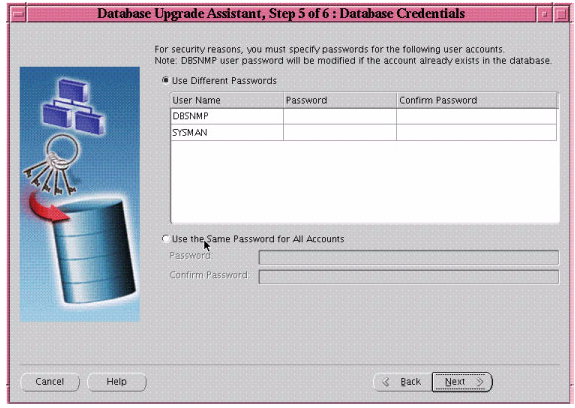 Database Upgrade Assistant, Step 5 of 6 : Database Credentials
For security reasons, you must specify passwords for the following user accounts.
Note: DBSNMP user password will be modified if the account already exists in the database.
Use Different Passwords
User Name Password Confirm Password
DBSNMP
SYSMAN
Use the Same Password for All Accounts
Password:
Confirm Password:
Cancel Help Back Next